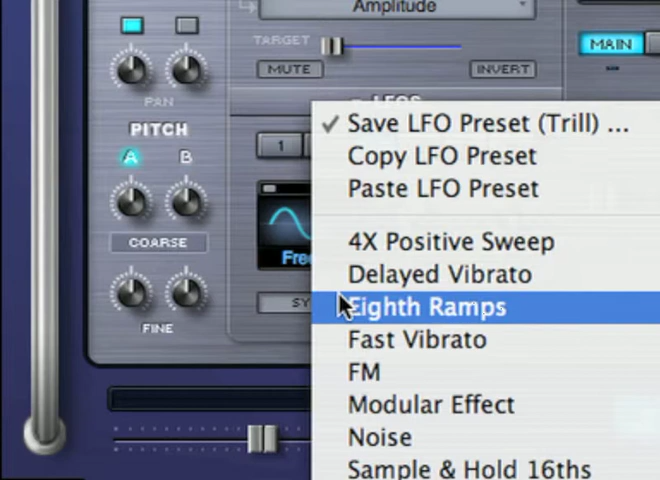 Amplitude
TARGET
MUTE
INVERT
MAIN
PAN
PITCH
A B
COARSE
FINE
LFOS
1
Save LFO Preset (Trill) ...
Copy LFO Preset
Paste LFO Preset
4X Positive Sweep
Delayed Vibrato
Eighth Ramps
Fast Vibrato
FM
Modular Effect
Noise
Sample & Hold 16ths